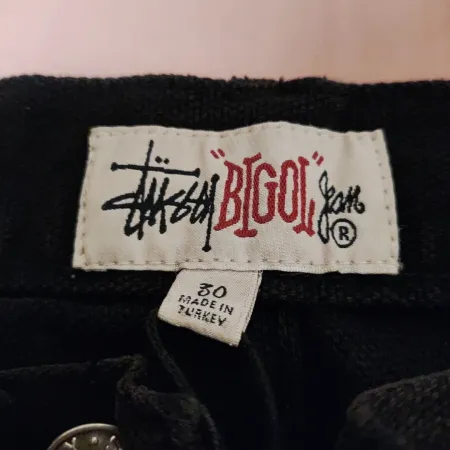 Stüssy "BIGOL" Jean ®
30
MADE IN
TURKEY